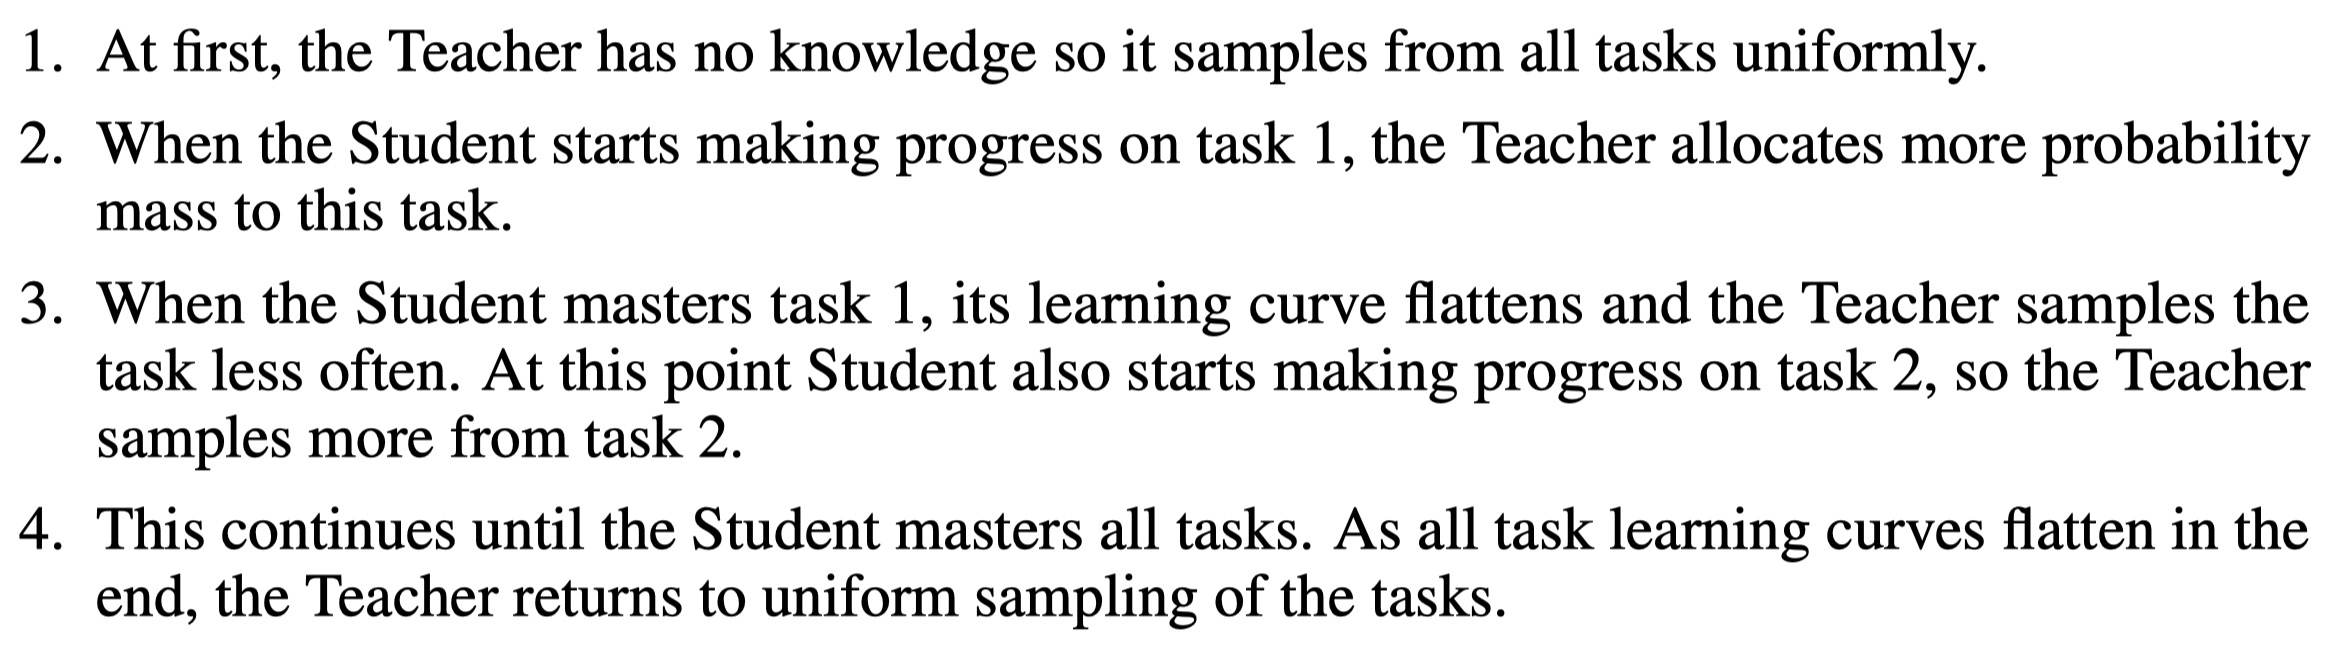 1. At first, the Teacher has no knowledge so it samples from all tasks uniformly.
2. When the Student starts making progress on task 1, the Teacher allocates more probability
mass to this task.
3. When the Student masters task 1, its learning curve flattens and the Teacher samples the
task less often. At this point Student also starts making progress on task 2, so the Teacher
samples more from task 2.
4. This continues until the Student masters all tasks. As all task learning curves flatten in the
end, the Teacher returns to uniform sampling of the tasks.